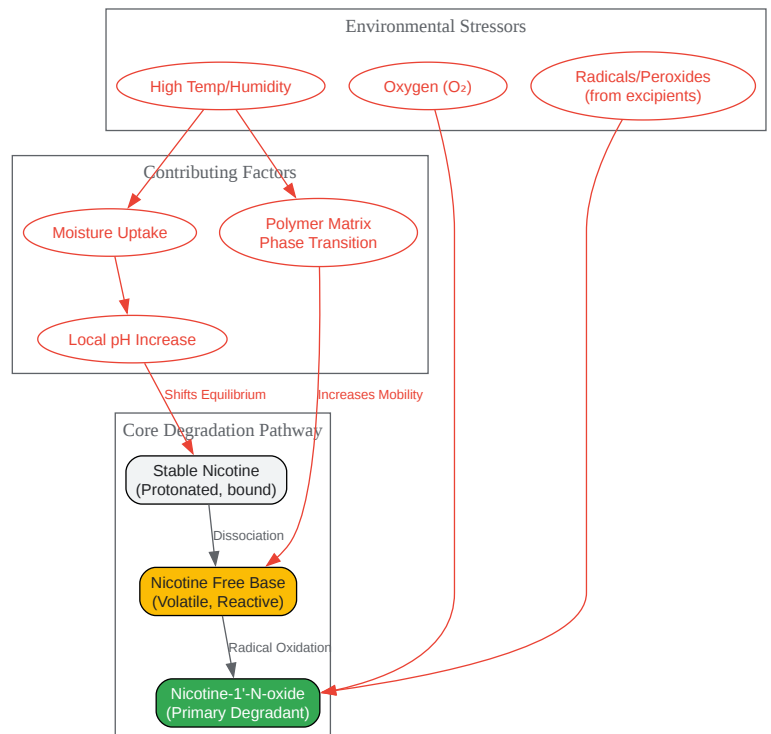 Environmental Stressors
High Temp/Humidity
Oxygen (O₂)
Radicals/Peroxides
(from excipients)
Contributing Factors
Moisture Uptake
Polymer Matrix
Phase Transition
Local pH Increase
Shifts Equilibrium
Increases Mobility
Core Degradation Pathway
Stable Nicotine
(Protonated, bound)
Dissociation
Nicotine Free Base
(Volatile, Reactive)
Radical Oxidation
Nicotine-1'-N-oxide
(Primary Degradant)